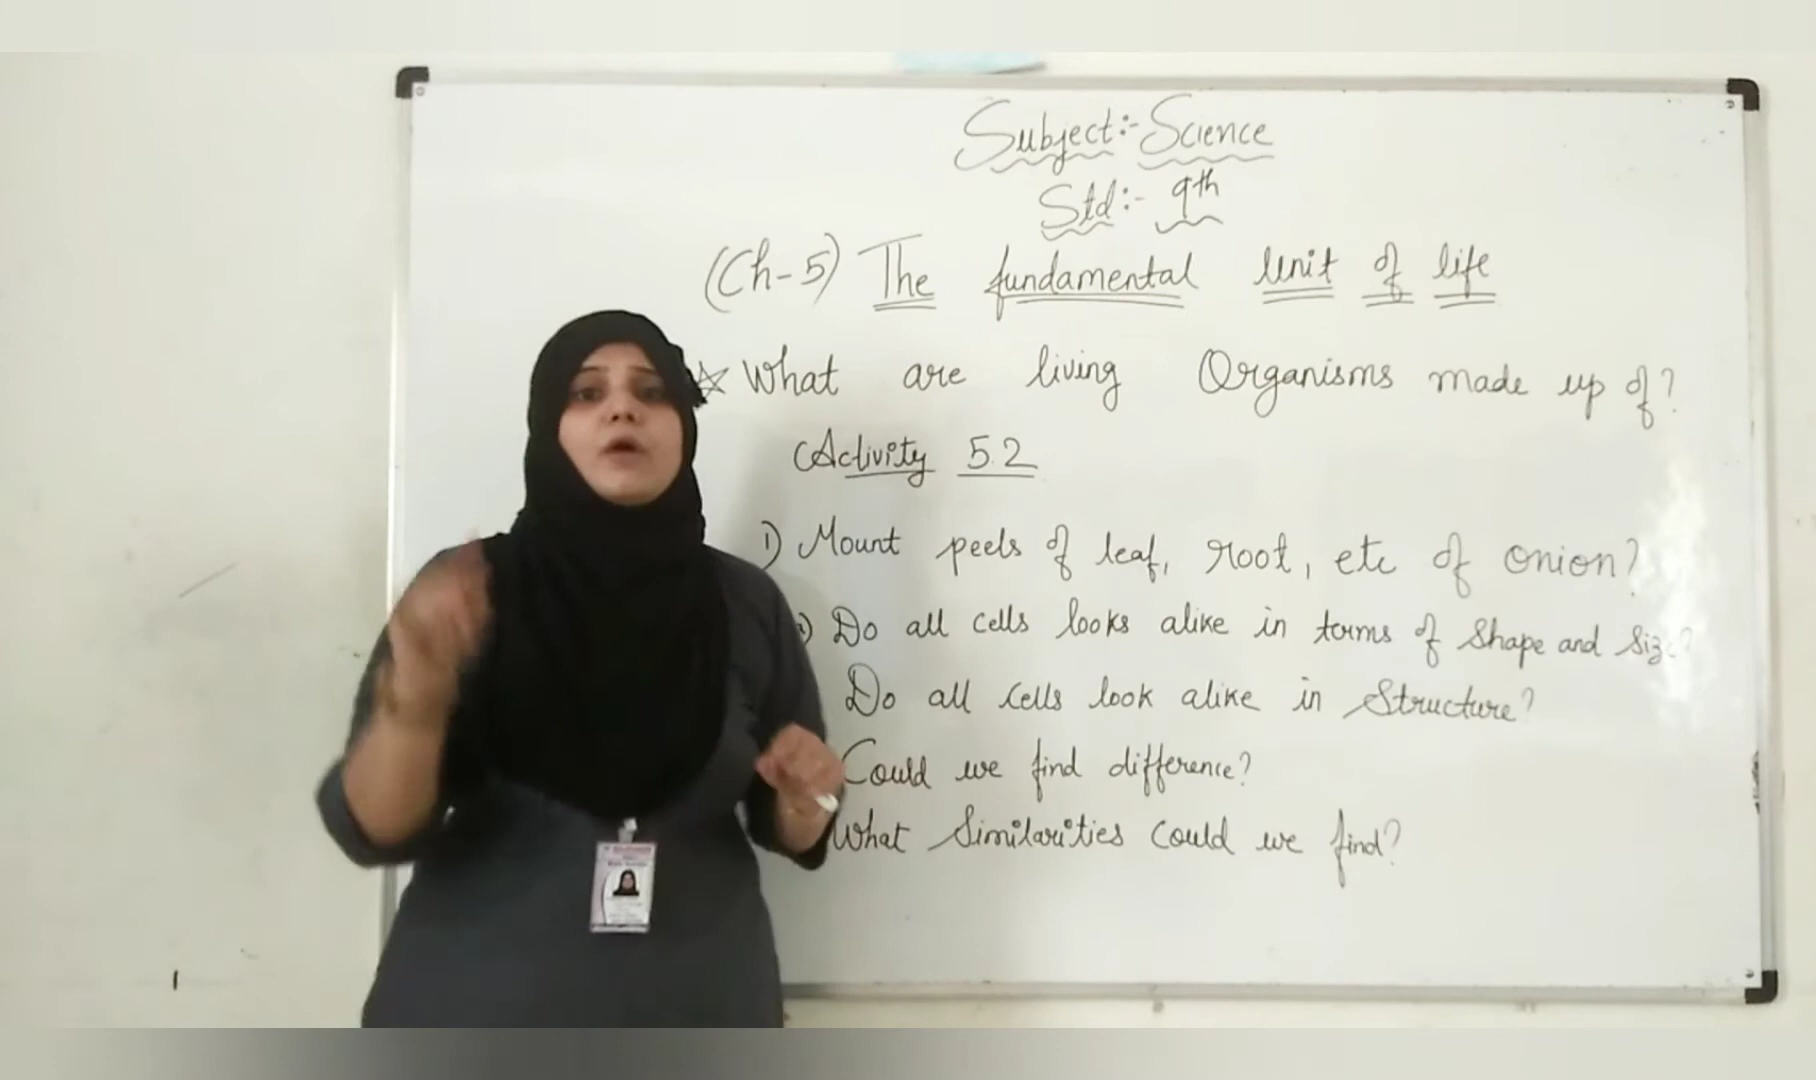 Subject:- Science
Std:- 9th
(Ch-5) The fundamental Unit of life
☆ What are living Organisms made up of?
Activity 5.2
1) Mount peels of leaf, root, etc of onion?
2) Do all cells looks alike in terms of Shape and Size?
Do all Cells look alike in Structure?
Could we find difference?
What Similarities Could we find?